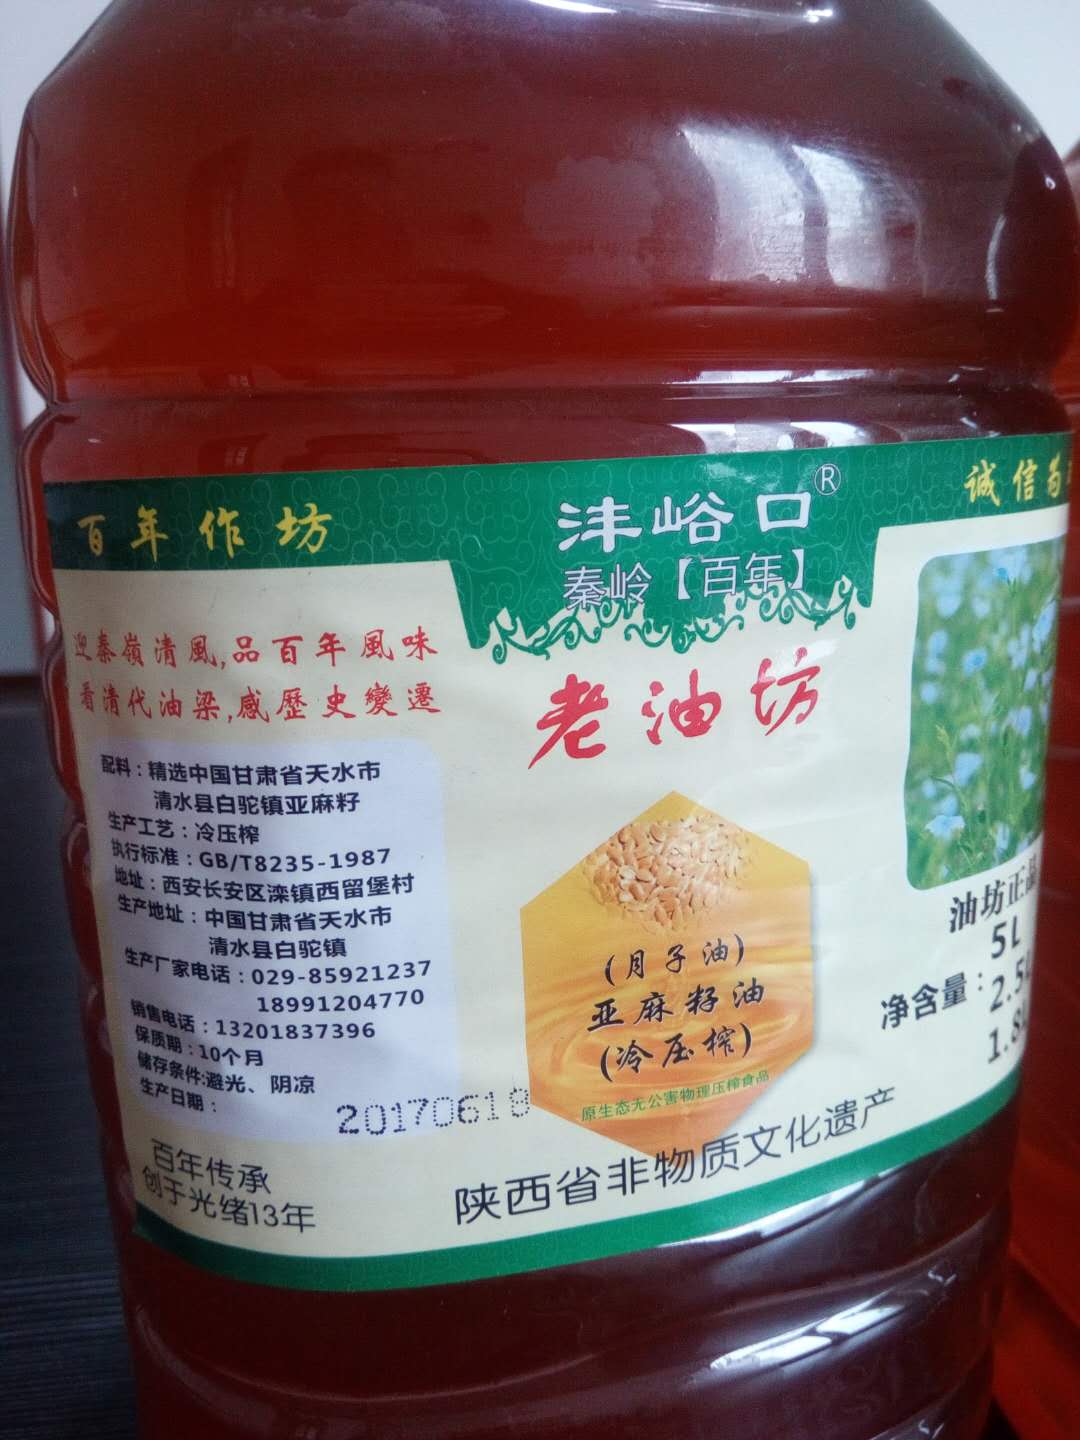 百年作坊
沣峪口®
秦岭【百年】
诚信
迎秦嶺清風,品百年風味
看清代油梁,感歷史變遷
老油坊
配料：精选中国甘肃省天水市
清水县白驼镇亚麻籽
生产工艺：冷压榨
执行标准：GB/T8235-1987
地址：西安长安区滦镇西留堡村
生产地址：中国甘肃省天水市
清水县白驼镇
生产厂家电话：029-85921237
18991204770
销售电话：13201837396
保质期：10个月
储存条件:避光、阴凉
生产日期：
20170618
百年传承
创于光绪13年
(月子油)
亚麻籽油
(冷压榨)
原生态无公害物理压榨食品
陕西省非物质文化遗产
油坊正品
净含量：
5L
2.5L
1.8L